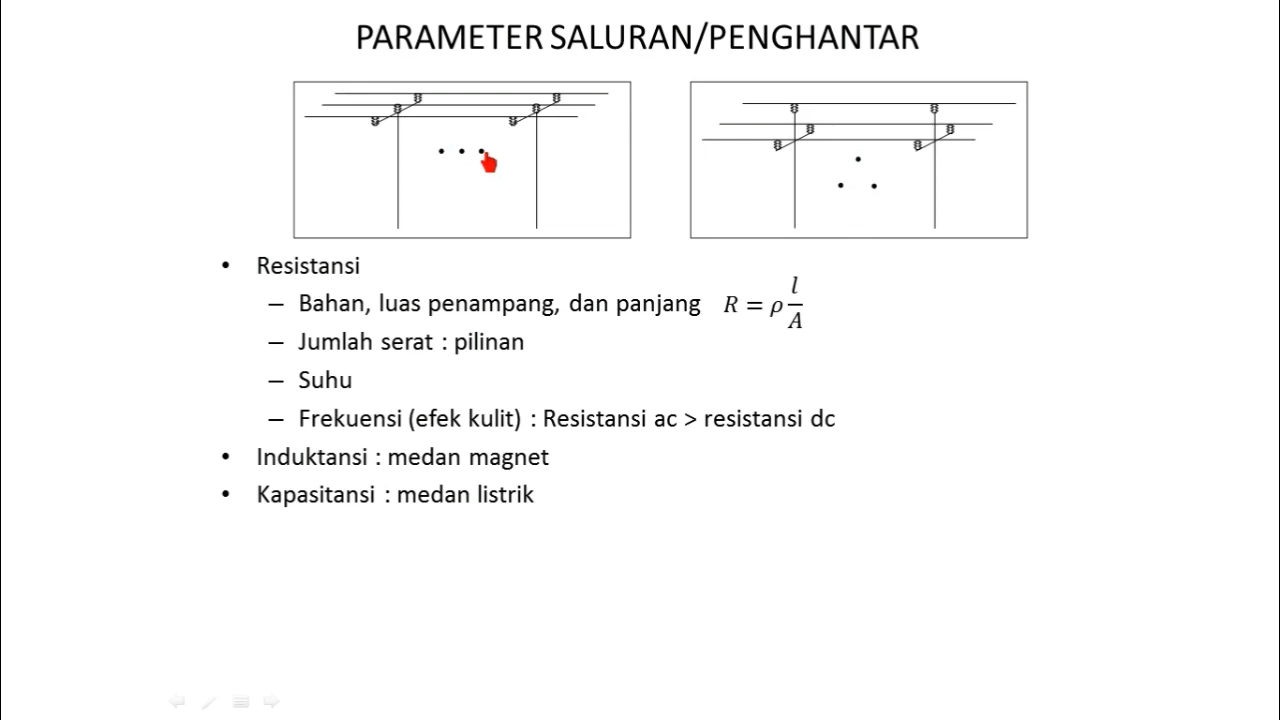 PARAMETER SALURAN/PENGHANTAR
• Resistansi
– Bahan, luas penampang, dan panjang R = ρ l/A
– Jumlah serat : pilinan
– Suhu
– Frekuensi (efek kulit) : Resistansi ac > resistansi dc
• Induktansi : medan magnet
• Kapasitansi : medan listrik